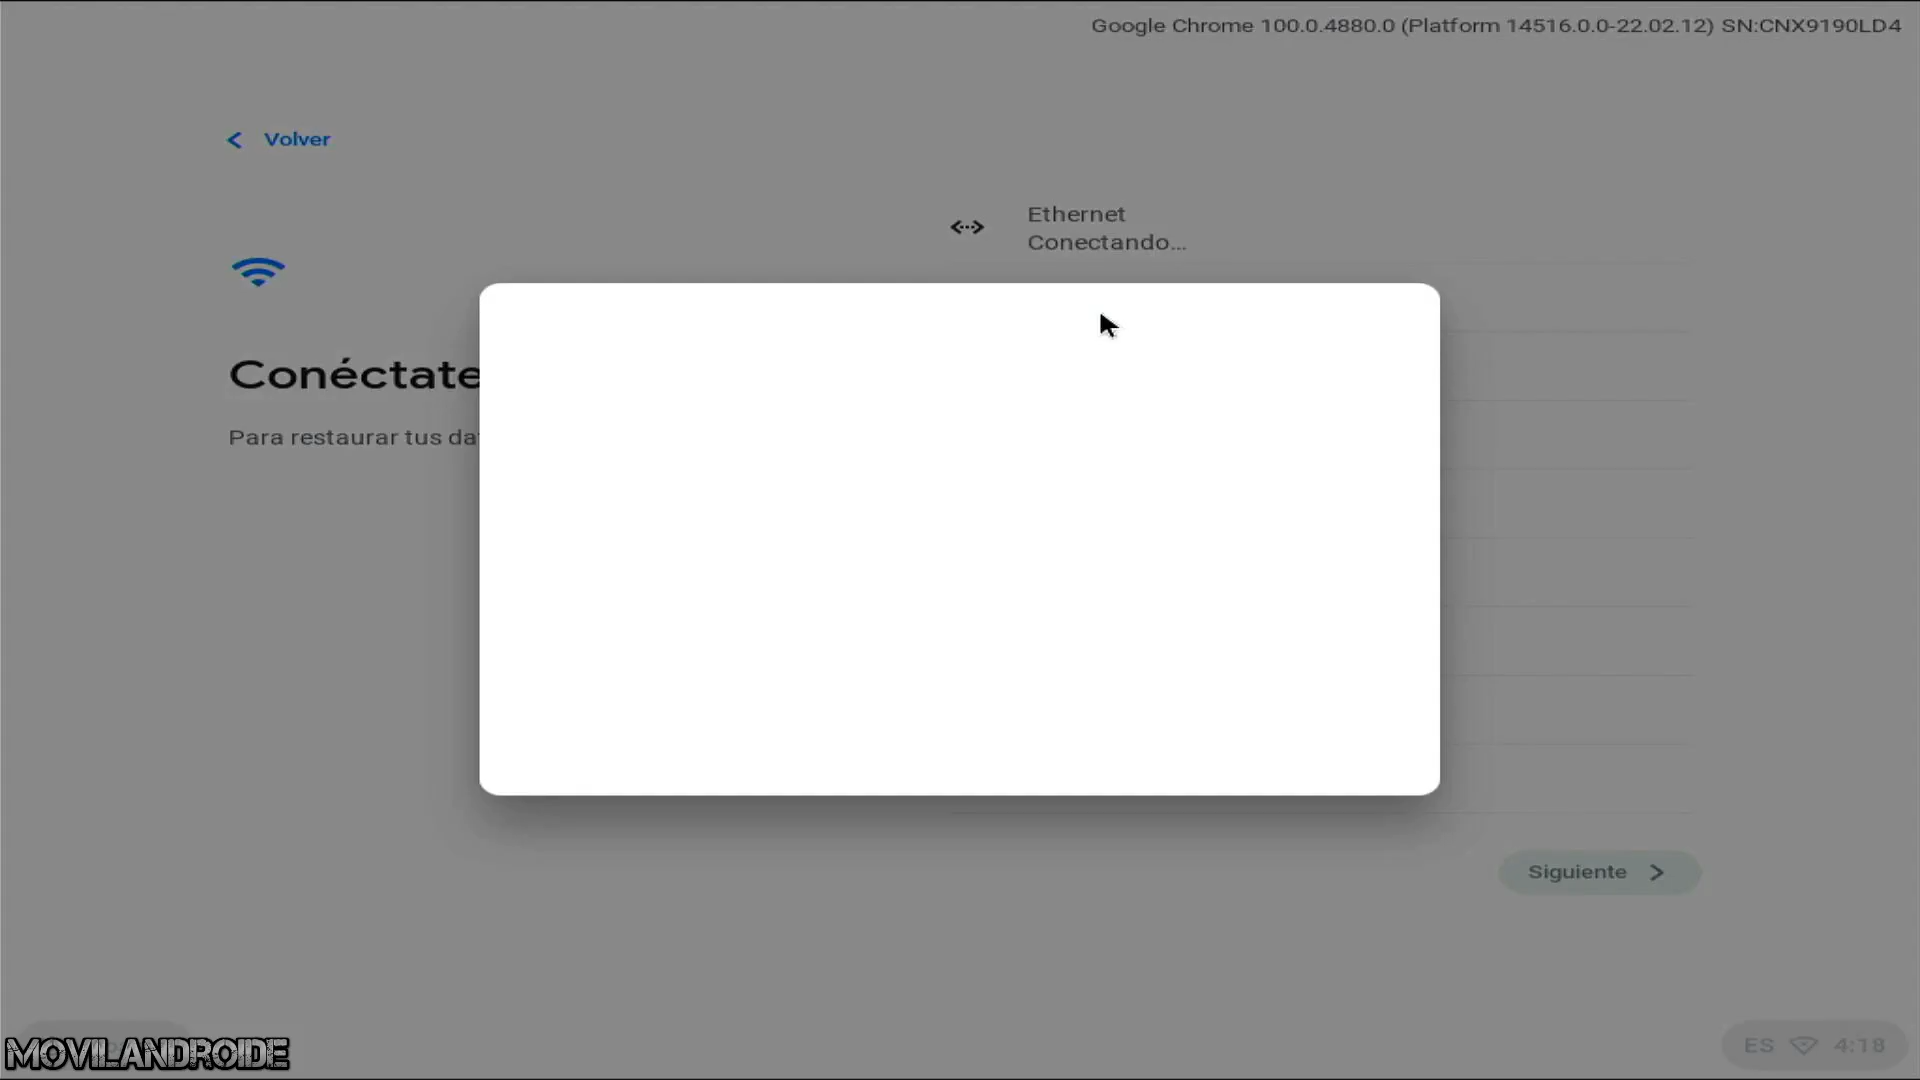 Google Chrome 100.0.4880.0 (Platform 14516.0.0-22.02.12) SN:CNX9190LD4
Volver
Ethernet
Conectando...
Conéctate
Para restaurar tus da
Siguiente
MOVILANDROIDE
ES 4:18